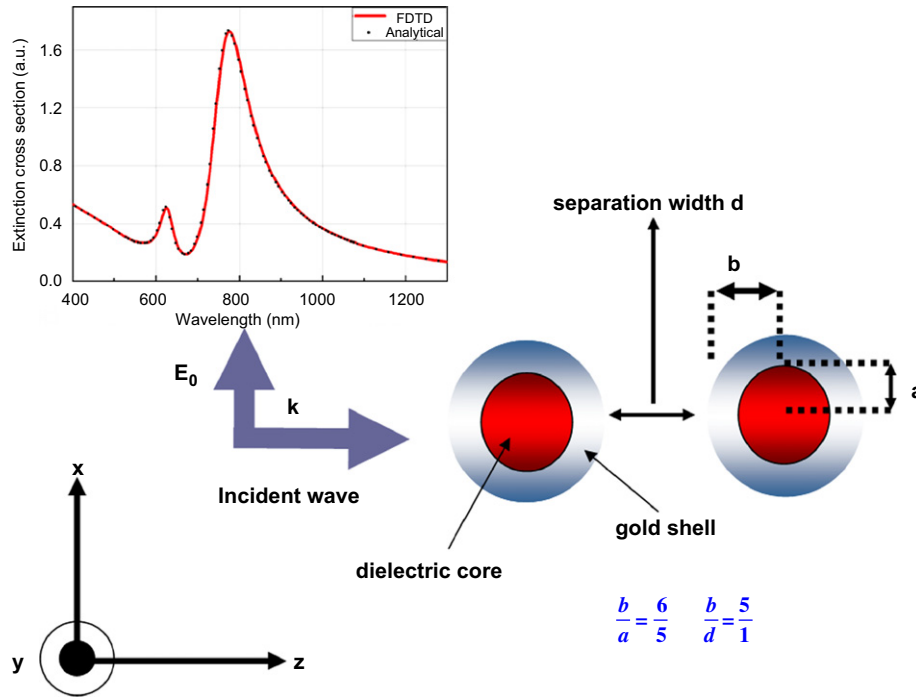 FDTD
Analytical
Extinction cross section (a.u.)
1.6
1.2
0.8
0.4
0.0
400 600 800 1000 1200
Wavelength (nm)
separation width d
b
E0
k
a
x
Incident wave
gold shell
dielectric core
b/a = 6/5 b/d = 5/1
y
z